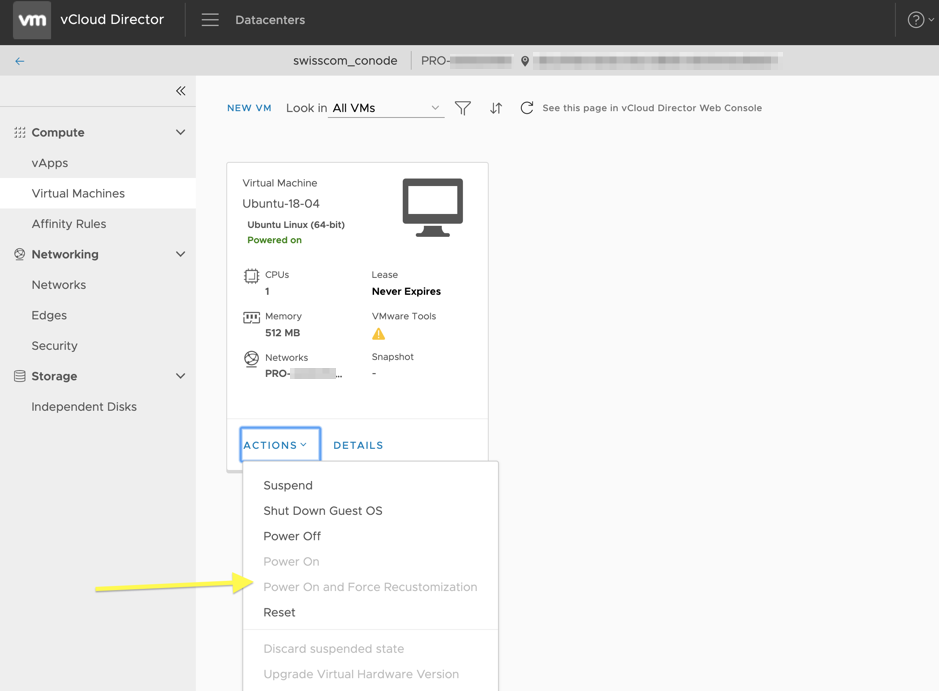 vm vCloud Director Datacenters
swisscom_conode PRO-
NEW VM Look in All VMs See this page in vCloud Director Web Console
Compute
vApps
Virtual Machines
Affinity Rules
Networking
Networks
Edges
Security
Storage
Independent Disks
Virtual Machine
Ubuntu-18-04
Ubuntu Linux (64-bit)
Powered on
CPUs Lease
1 Never Expires
Memory VMware Tools
512 MB
Networks Snapshot
PRO- ... -
ACTIONS DETAILS
Suspend
Shut Down Guest OS
Power Off
Power On
Power On and Force Recustomization
Reset
Discard suspended state
Upgrade Virtual Hardware Version